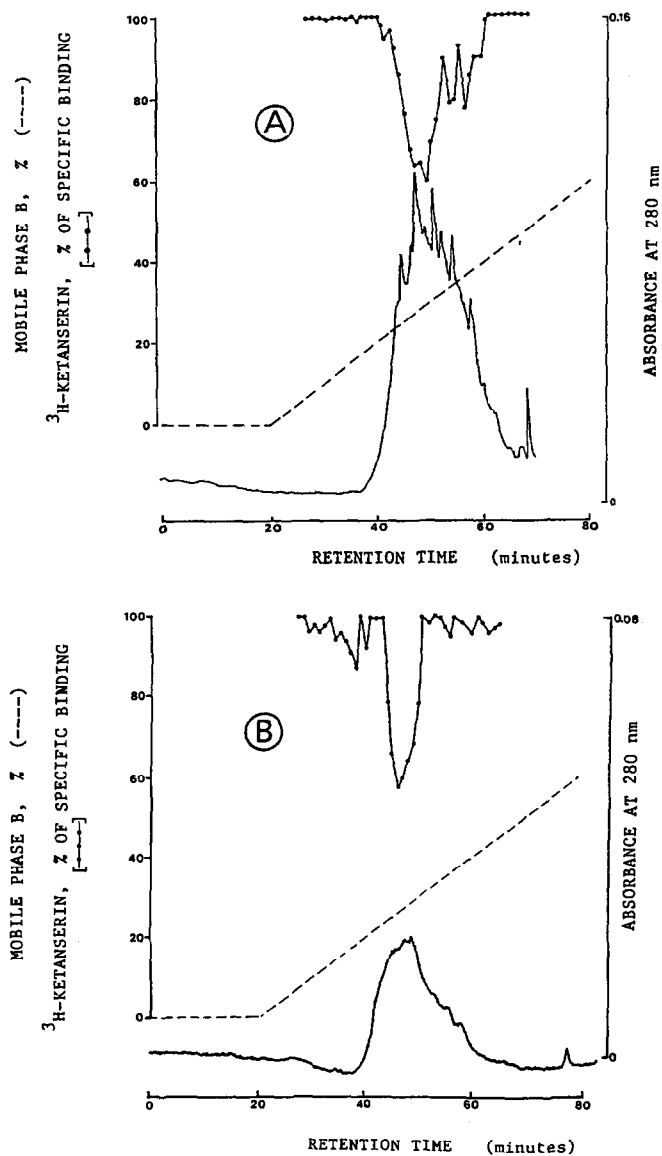 MOBILE PHASE B, % (----)
³H-KETANSERIN, % OF SPECIFIC BINDING
[-•-•-]
100
80
60
40
20
0
A
0.16
0
ABSORBANCE AT 280 nm
0 20 40 60 80
RETENTION TIME (minutes)
MOBILE PHASE B, % (----)
³H-KETANSERIN, % OF SPECIFIC BINDING
[-•-•-]
100
80
60
40
20
0
B
0.08
0
ABSORBANCE AT 280 nm
0 20 40 60 80
RETENTION TIME (minutes)